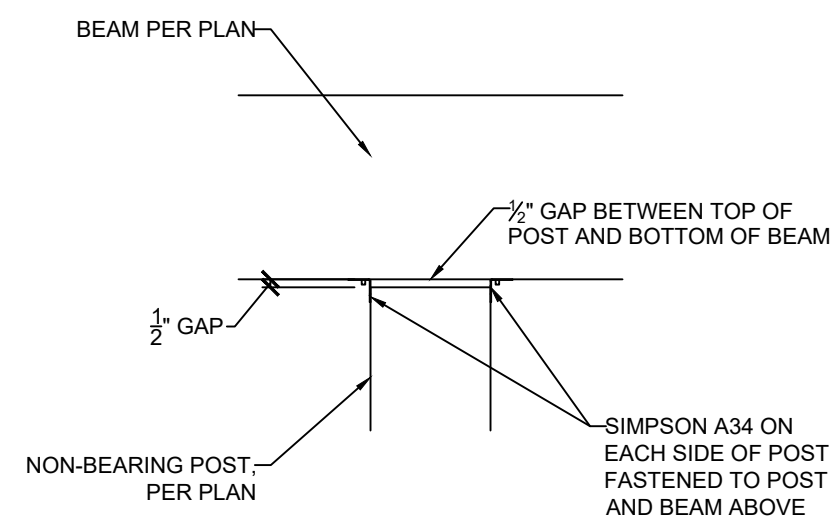 BEAM PER PLAN
½" GAP BETWEEN TOP OF
POST AND BOTTOM OF BEAM
½" GAP
SIMPSON A34 ON
EACH SIDE OF POST
FASTENED TO POST
AND BEAM ABOVE
NON-BEARING POST,
PER PLAN